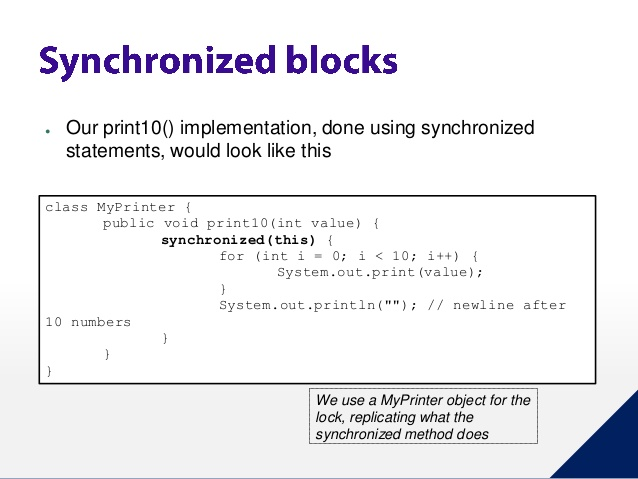 Synchronized blocks
● Our print10() implementation, done using synchronized
statements, would look like this
class MyPrinter {
public void print10(int value) {
synchronized(this) {
for (int i = 0; i < 10; i++) {
System.out.print(value);
}
System.out.println(""); // newline after
10 numbers
}
}
}
We use a MyPrinter object for the
lock, replicating what the
synchronized method does